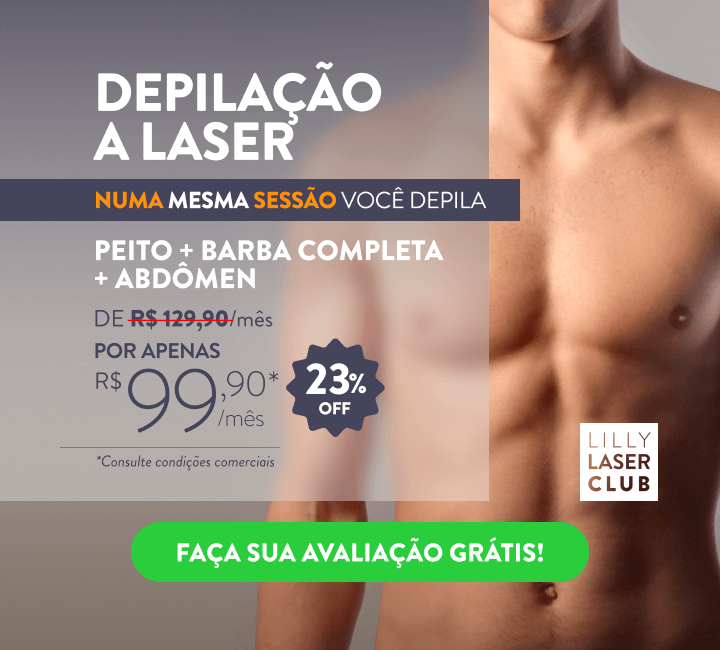 DEPILAÇÃO
A LASER
NUMA MESMA SESSÃO VOCÊ DEPILA
PEITO + BARBA COMPLETA
+ ABDÔMEN
DE R$ 129,90/mês
POR APENAS
R$ 99,90*
/mês
23%
OFF
*Consulte condições comerciais
LILLY
LASER
CLUB
FAÇA SUA AVALIAÇÃO GRÁTIS!